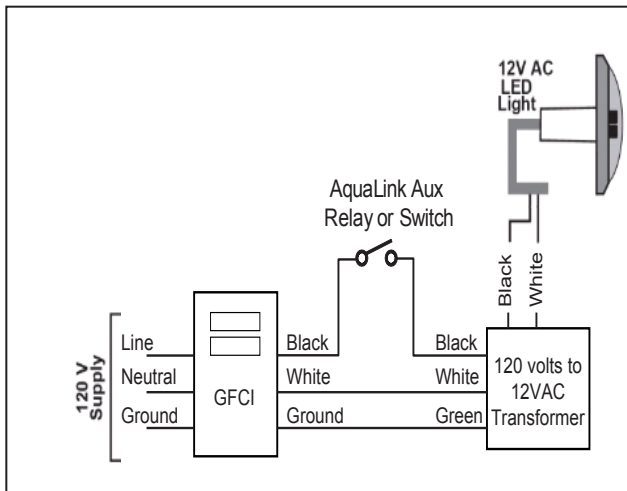 12V AC
LED
Light
AquaLink Aux
Relay or Switch
Black
White
120 V
Supply
Line
Neutral
Ground
GFCI
Black
White
Ground
Black
White
Green
120 volts to
12VAC
Transformer